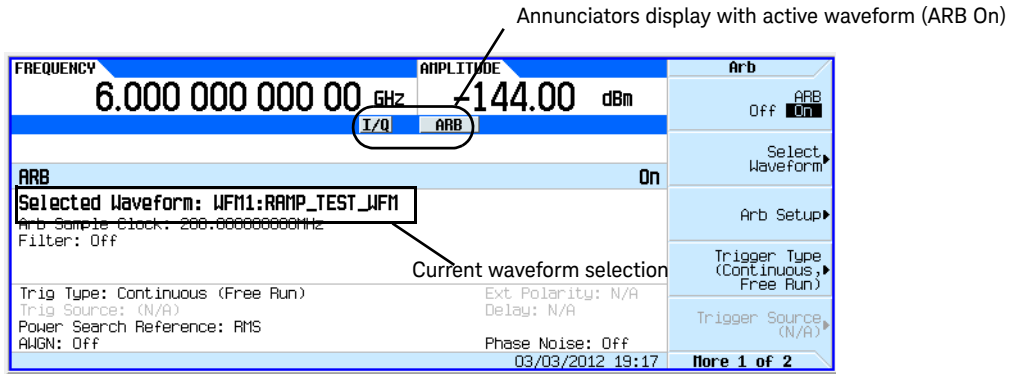 Annunciators display with active waveform (ARB On)
FREQUENCY
AMPLITUDE
6.000 000 000 00 GHz
-144.00 dBm
I/Q
ARB
ARB
On
Selected Waveform: WFM1:RAMP_TEST_WFM
Arb Sample Clock: 200.000000000MHz
Filter: Off
Current waveform selection
Trig Type: Continuous (Free Run)
Ext Polarity: N/A
Trig Source: (N/A)
Delay: N/A
Power Search Reference: RMS
AWGN: Off
Phase Noise: Off
03/03/2012 19:17
Arb
ARB
Off On
Select
Waveform
Arb Setup
Trigger Type
(Continuous,
Free Run)
Trigger Source
(N/A)
More 1 of 2